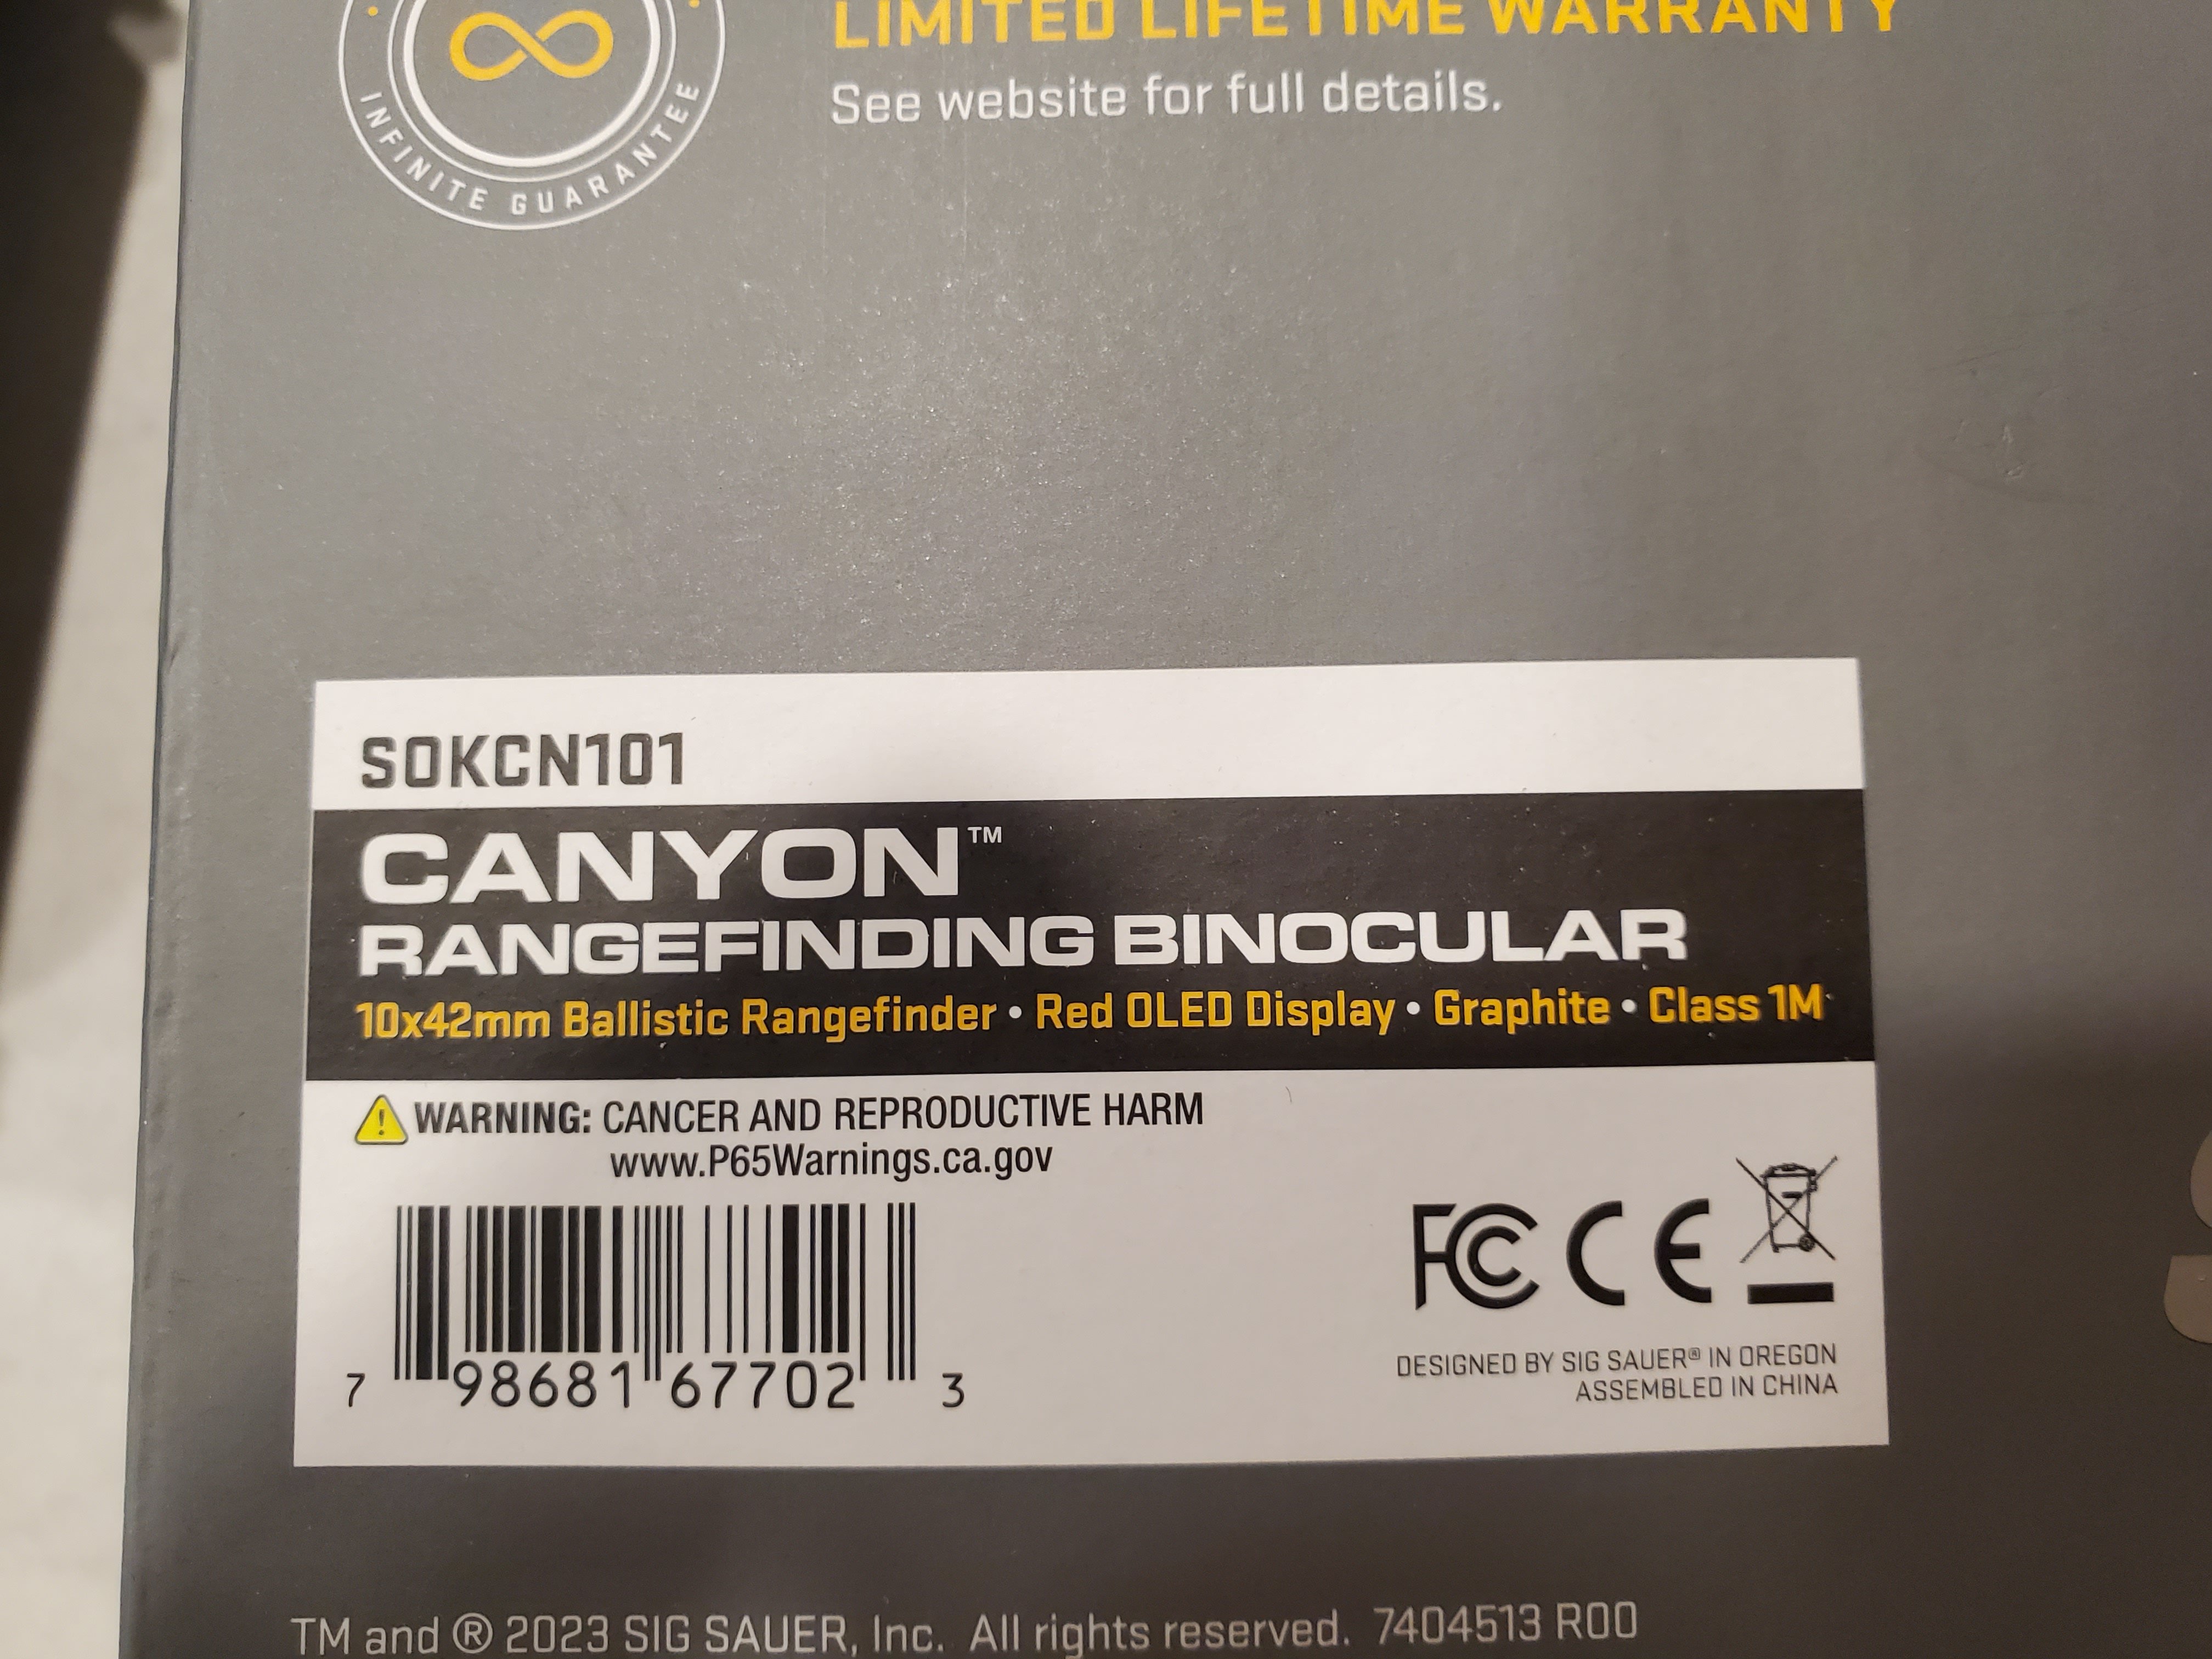 LIMITED LIFETIME WARRANTY
See website for full details.
INFINITE GUARANTEE
SOKCN101
CANYON™
RANGEFINDING BINOCULAR
10x42mm Ballistic Rangefinder • Red OLED Display • Graphite • Class 1M
WARNING: CANCER AND REPRODUCTIVE HARM
www.P65Warnings.ca.gov
FC CE
7 98681 67702 3
DESIGNED BY SIG SAUER® IN OREGON
ASSEMBLED IN CHINA
TM and ® 2023 SIG SAUER, Inc. All rights reserved. 7404513 R00